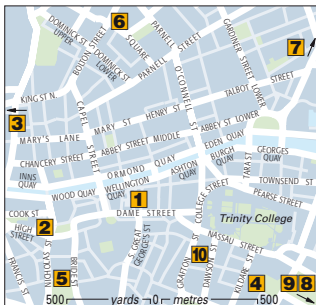 6
DOMINICK ST
UPPER
BOLTON STREET
DOMINICK ST
LOWER
SQUARE
PARNELL
PARNELL STREET
O'CONNELL ST
GARDINER STREET LOWER
7
TALBOT STREET
KING ST N.
3
CAPEL STREET
MARY ST
HENRY ST
MARY'S LANE
ABBEY STREET MIDDLE
ABBEY ST LOWER
CHANCERY STREET
EDEN QUAY
ORMOND QUAY
ASHTON QUAY
BURGH QUAY
GEORGES QUAY
INNS QUAY
WOOD QUAY
WELLINGTON QUAY
TARA ST
TOWNSEND ST
1
COLLEGE STREET
PEARSE STREET
COOK ST
DAME STREET
Trinity College
2
HIGH STREET
S. GREAT GEORGE'S ST
NASSAU STREET
10
FRANCIS ST
NICHOLAS ST
BRIDE ST
GRAFTON ST
DAWSON ST
KILDARE ST
5
4
9 8
500 yards 0 metres 500